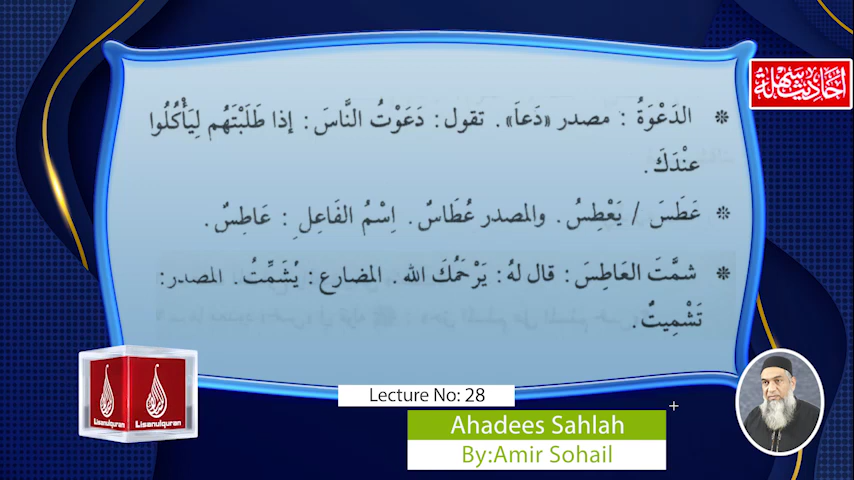 أحاديث سهلة
* الدَعْوَةُ : مصدر «دَعاَ». تقول: دَعَوْتُ النَّاسَ: إذا طَلَبْتَهُم لِيَأْكُلُوا
عِنْدَكَ.
* عَطَسَ / يَعْطِسُ. والمصدر عُطَاسٌ. اِسْمُ الفَاعِلِ: عَاطِسٌ.
* شمَّتَ العَاطِسَ: قال لهُ: يَرْحَمُكَ الله. المضارع: يُشَمِّتُ. المصدر:
تَشْمِيتٌ.
Lisanulquran
Lisanulquran
Lecture No: 28
Ahadees Sahlah
By:Amir Sohail